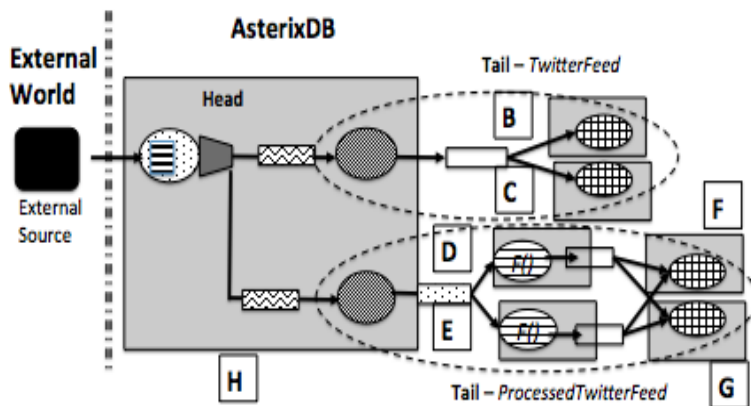 AsterixDB
External
World
Tail – TwitterFeed
Head
B
C
External
Source
F
D
F()
E
F()
H
G
Tail – ProcessedTwitterFeed